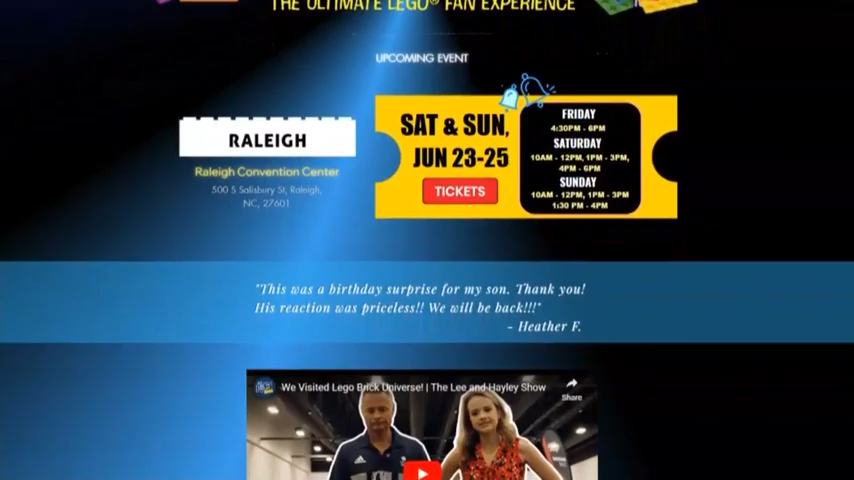 THE ULTIMATE LEGO® FAN EXPERIENCE
UPCOMING EVENT
RALEIGH
Raleigh Convention Center
500 S Salisbury St, Raleigh,
NC, 27601
SAT & SUN,
JUN 23-25
TICKETS
FRIDAY
4:30PM - 6PM
SATURDAY
10AM - 12PM, 1PM - 3PM,
4PM - 6PM
SUNDAY
10AM - 12PM, 1PM - 3PM
1:30 PM - 4PM
"This was a birthday surprise for my son. Thank you!
His reaction was priceless!! We will be back!!!"
- Heather F.
We Visited Lego Brick Universe! | The Lee and Hayley Show
Share